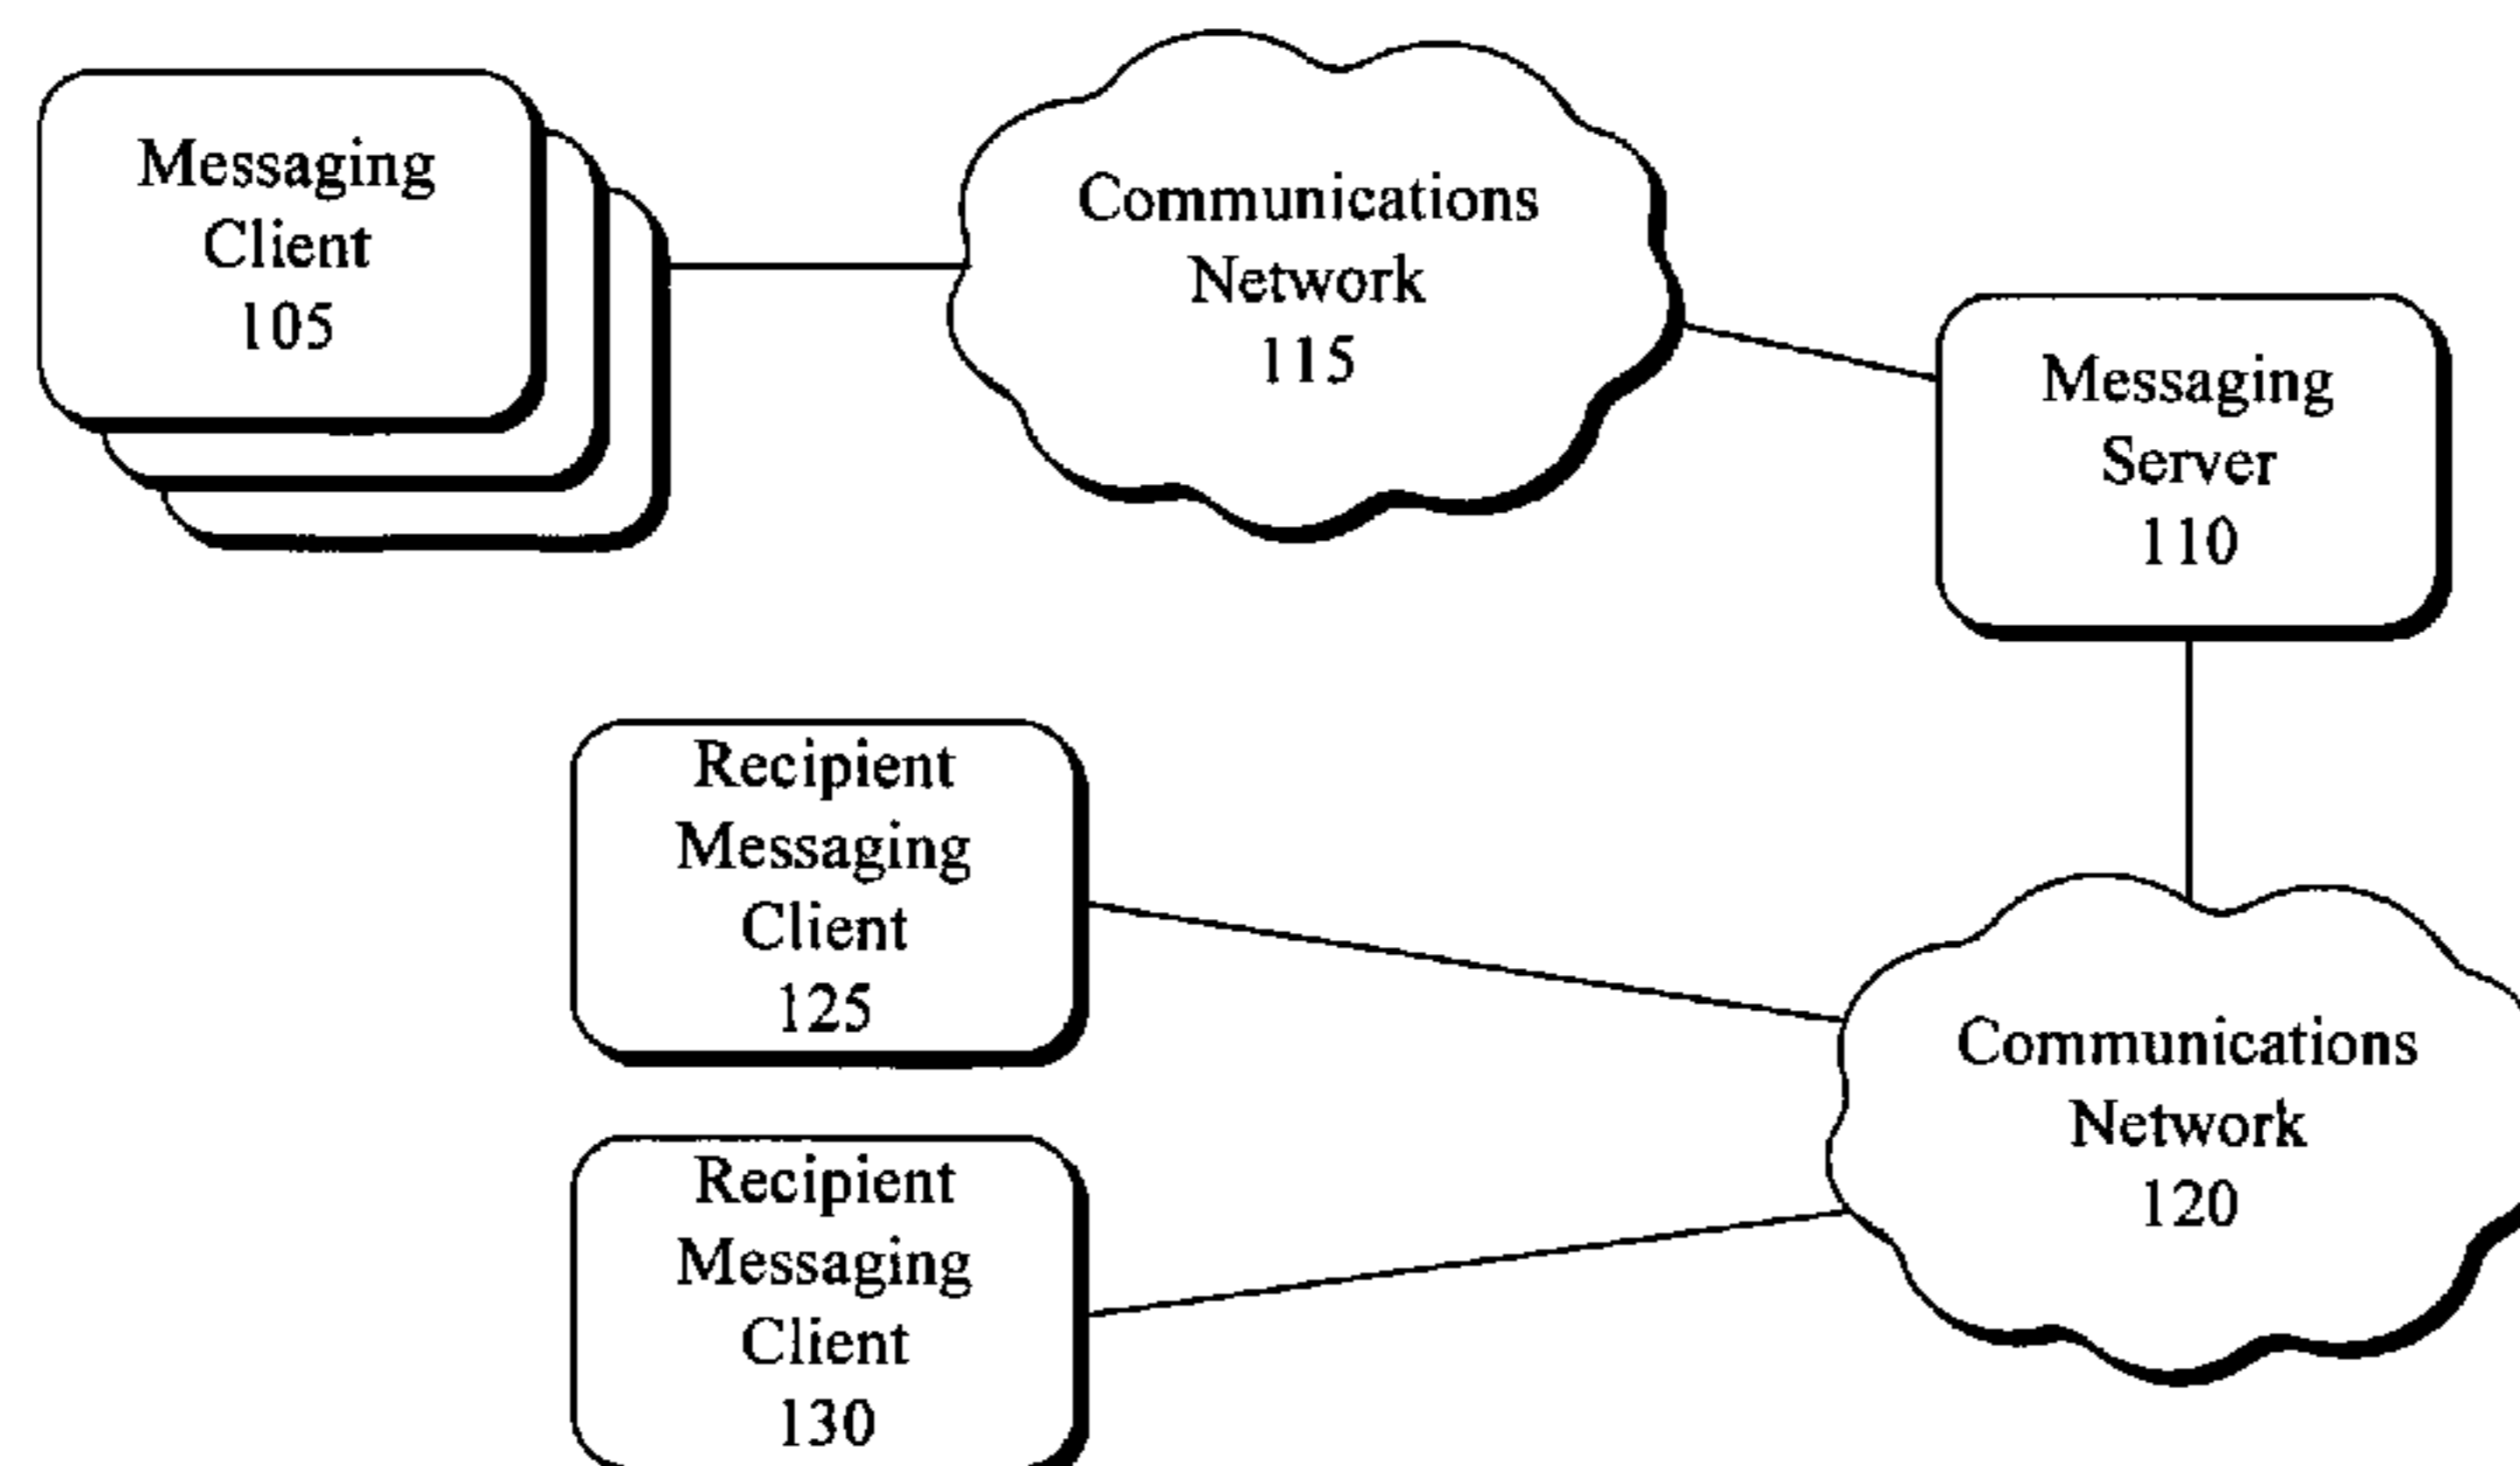 Messaging
Client
105
Communications
Network
115
Messaging
Server
110
Recipient
Messaging
Client
125
Communications
Network
120
Recipient
Messaging
Client
130